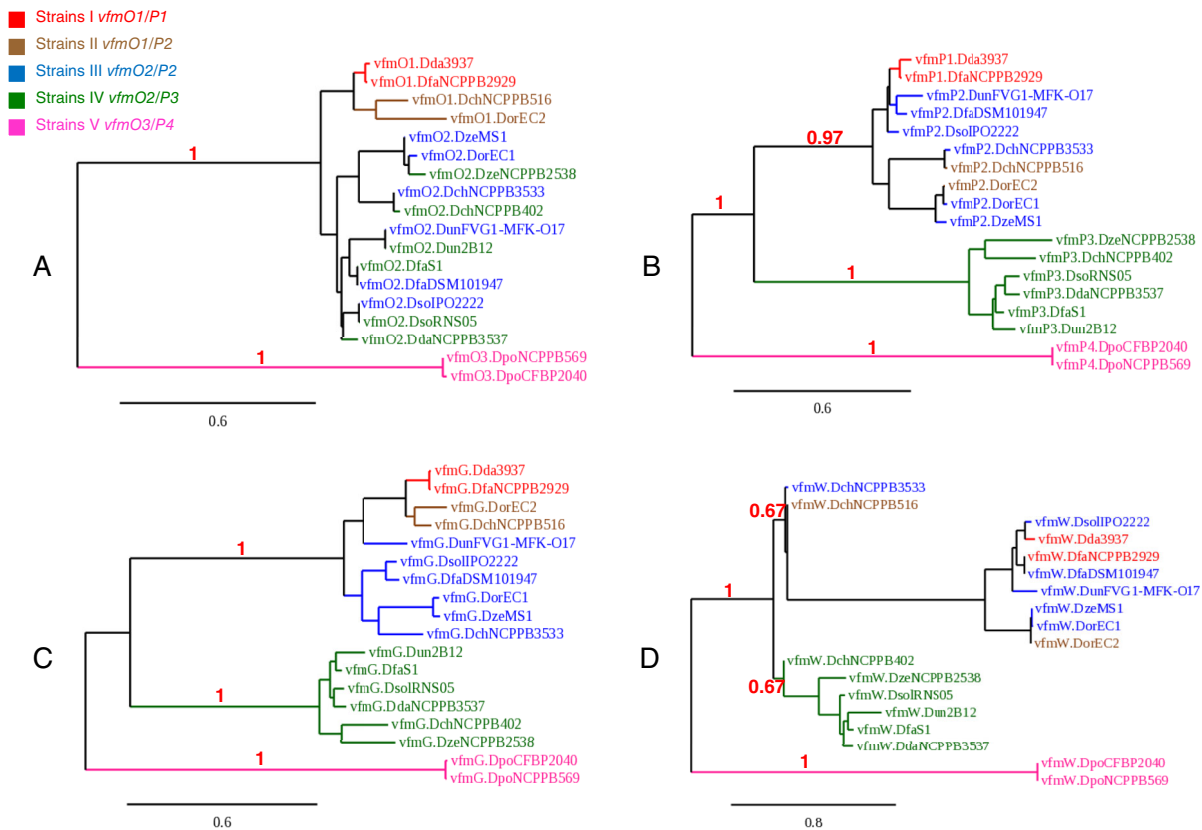 Strains I vfmO1/P1
Strains II vfmO1/P2
Strains III vfmO2/P2
Strains IV vfmO2/P3
Strains V vfmO3/P4
A
1
1
vfmO1.Dda3937
vfmO1.DfaNCPPB2929
vfmO1.DchNCPPB516
vfmO1.DorEC2
vfmO2.DzeMS1
vfmO2.DorEC1
vfmO2.DzeNCPPB2538
vfmO2.DchNCPPB3533
vfmO2.DchNCPPB402
vfmO2.DunFVG1-MFK-O17
vfmO2.Dun2B12
vfmO2.DfaS1
vfmO2.DfaDSM101947
vfmO2.DsoIPO2222
vfmO2.DsoRNS05
vfmO2.DdaNCPPB3537
vfmO3.DpoNCPPB569
vfmO3.DpoCFBP2040
0.6
B
1
0.97
1
1
vfmP1.Dda3937
vfmP1.DfaNCPPB2929
vfmP2.DunFVG1-MFK-O17
vfmP2.DfaDSM101947
vfmP2.DsoIPO2222
vfmP2.DchNCPPB3533
vfmP2.DchNCPPB516
vfmP2.DorEC2
vfmP2.DorEC1
vfmP2.DzeMS1
vfmP3.DzeNCPPB2538
vfmP3.DchNCPPB402
vfmP3.DsoRNS05
vfmP3.DdaNCPPB3537
vfmP3.DfaS1
vfmP3.Dun2B12
vfmP4.DpoCFBP2040
vfmP4.DpoNCPPB569
0.6
C
1
1
1
vfmG.Dda3937
vfmG.DfaNCPPB2929
vfmG.DorEC2
vfmG.DchNCPPB516
vfmG.DunFVG1-MFK-O17
vfmG.DsolIPO2222
vfmG.DfaDSM101947
vfmG.DorEC1
vfmG.DzeMS1
vfmG.DchNCPPB3533
vfmG.Dun2B12
vfmG.DfaS1
vfmG.DsolRNS05
vfmG.DdaNCPPB3537
vfmG.DchNCPPB402
vfmG.DzeNCPPB2538
vfmG.DpoCFBP2040
vfmG.DpoNCPPB569
0.6
D
1
0.67
0.67
1
vfmW.DchNCPPB3533
vfmW.DchNCPPB516
vfmW.DsolIPO2222
vfmW.Dda3937
vfmW.DfaNCPPB2929
vfmW.DfaDSM101947
vfmW.DunFVG1-MFK-O17
vfmW.DzeMS1
vfmW.DorEC1
vfmW.DorEC2
vfmW.DchNCPPB402
vfmW.DzeNCPPB2538
vfmW.DsolRNS05
vfmW.Dun2B12
vfmW.DfaS1
vfmW.DdaNCPPB3537
vfmW.DpoCFBP2040
vfmW.DpoNCPPB569
0.8